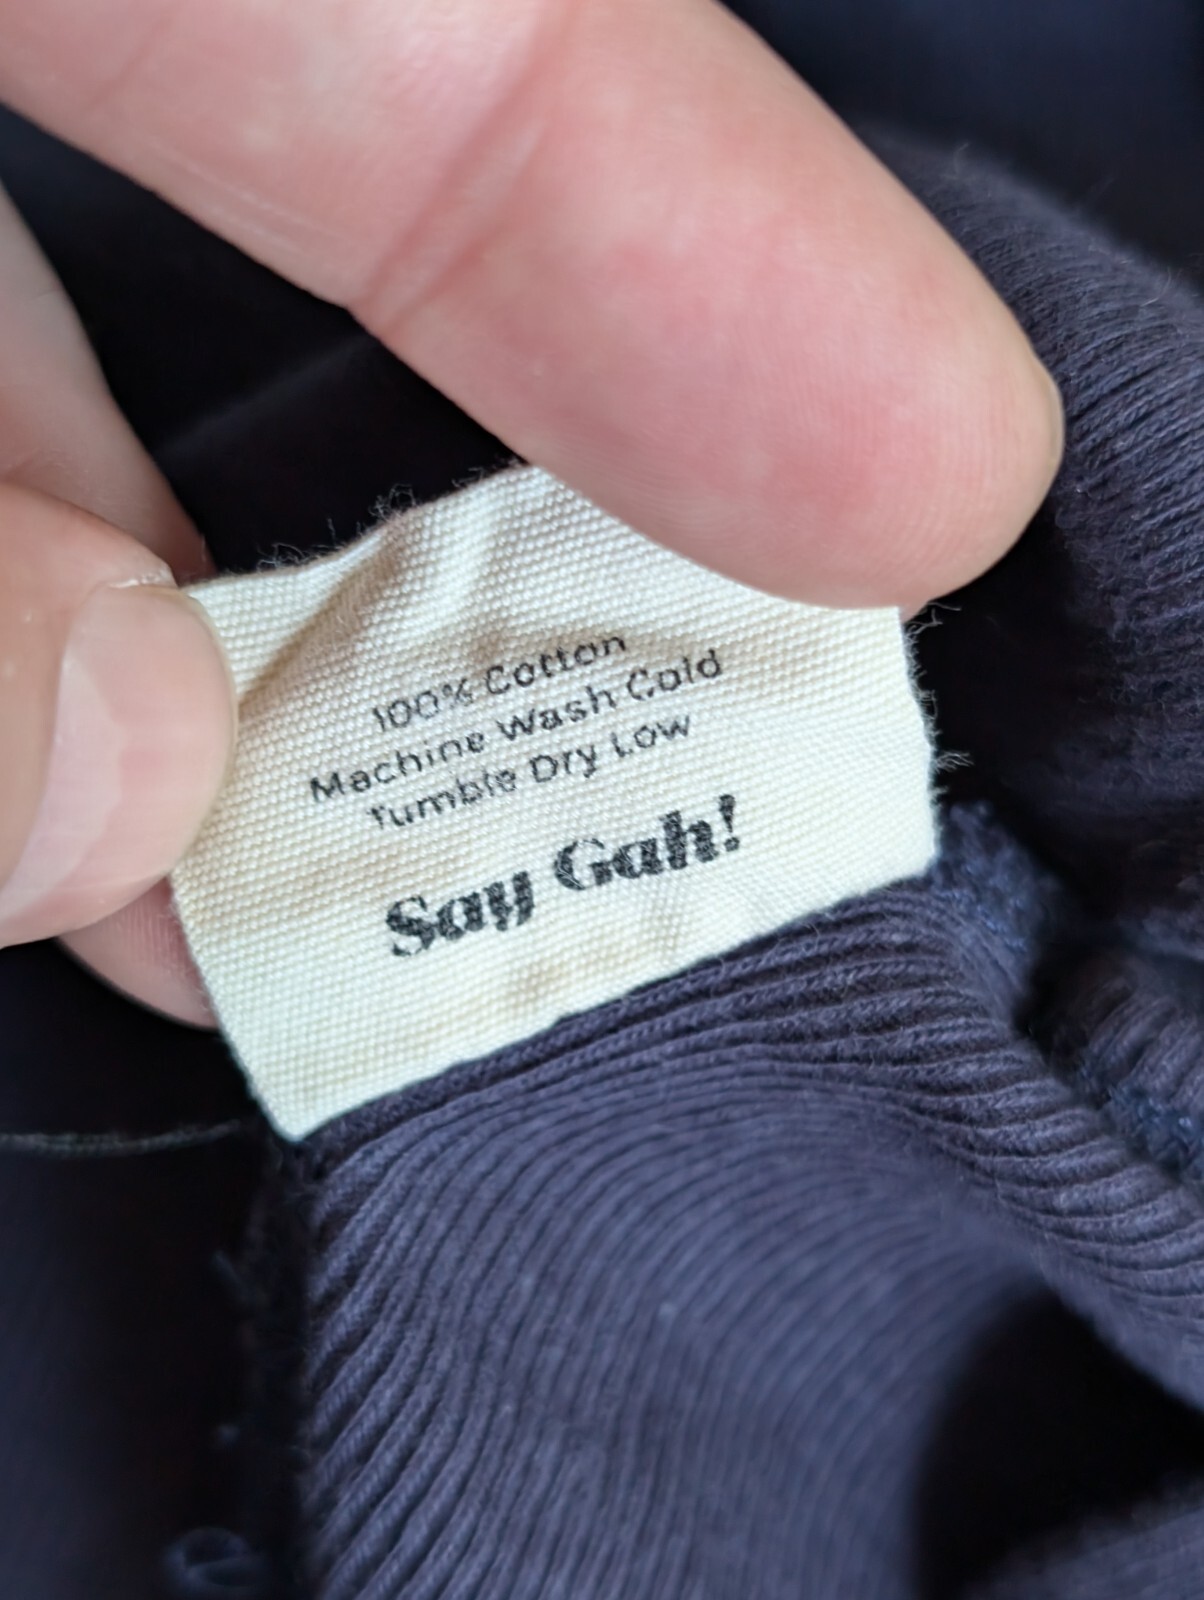 100% Cotton
Machine Wash Cold
Tumble Dry Low
Say Gah!